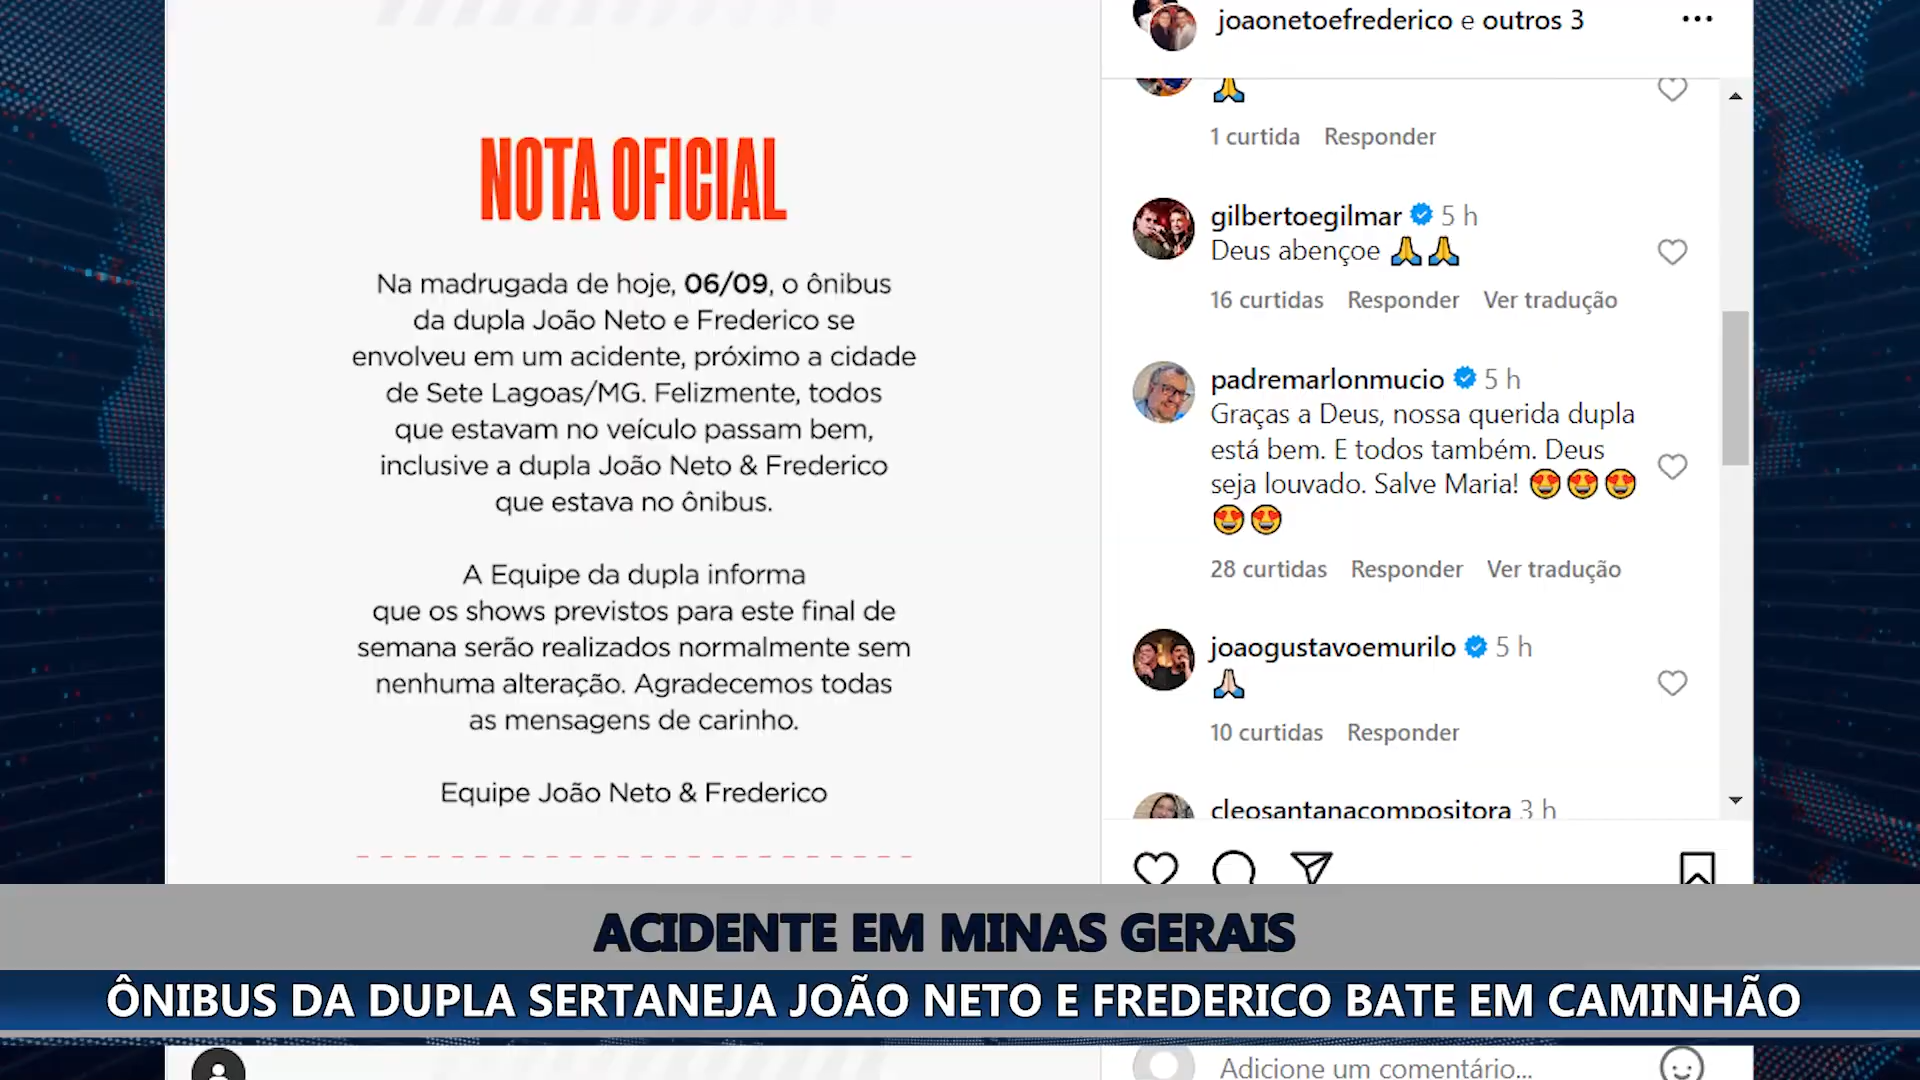 NOTA OFICIAL
Na madrugada de hoje, 06/09, o ônibus
da dupla João Neto e Frederico se
envolveu em um acidente, próximo a cidade
de Sete Lagoas/MG. Felizmente, todos
que estavam no veículo passam bem,
inclusive a dupla João Neto & Frederico
que estava no ônibus.
A Equipe da dupla informa
que os shows previstos para este final de
semana serão realizados normalmente sem
nenhuma alteração. Agradecemos todas
as mensagens de carinho.
Equipe João Neto & Frederico
joaonetoefrederico e outros 3
🙏
1 curtida Responder
gilbertoegilmar 5 h
Deus abençoe 🙏🙏
16 curtidas Responder Ver tradução
padremarlonmucio 5 h
Graças a Deus, nossa querida dupla
está bem. E todos também. Deus
seja louvado. Salve Maria! 😍😍😍
😍😍
28 curtidas Responder Ver tradução
joaogustavoemurilo 5 h
🙏🏻
10 curtidas Responder
cleosantanacompositora 3 h
ACIDENTE EM MINAS GERAIS
ÔNIBUS DA DUPLA SERTANEJA JOÃO NETO E FREDERICO BATE EM CAMINHÃO
Adicione um comentário...